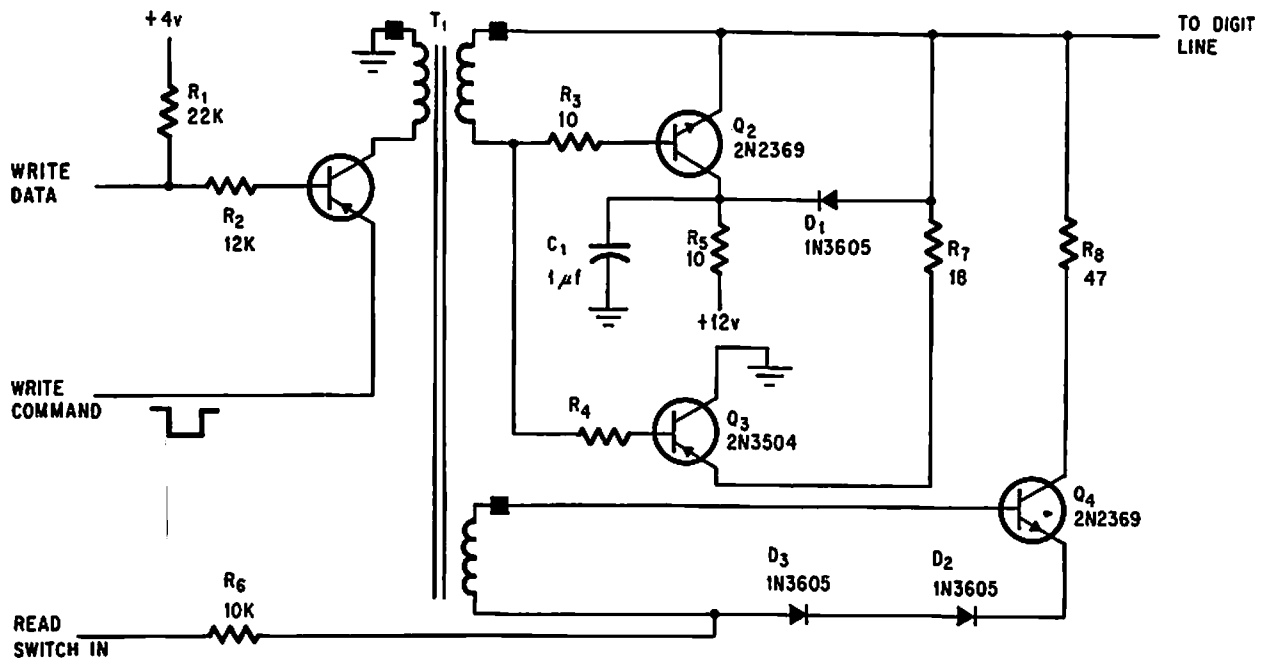 +4v
T1
TO DIGIT
LINE
R1
22K
R3
10
Q2
2N2369
WRITE
DATA
R2
12K
C1
1 μf
R5
10
D1
1N3605
R7
18
R8
47
+12v
WRITE
COMMAND
R4
Q3
2N3504
Q4
2N2369
D3
1N3605
D2
1N3605
R6
10K
READ
SWITCH IN